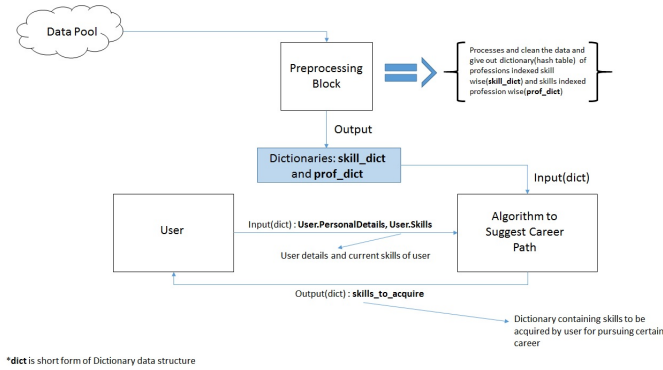 Data Pool
Preprocessing
Block
Processes and clean the data and
give out dictionary(hash table) of
professions indexed skill
wise(skill_dict) and skills indexed
profession wise(prof_dict)
Output
Dictionaries: skill_dict
and prof_dict
Input(dict)
User
Input(dict) : User.PersonalDetails, User.Skills
User details and current skills of user
Algorithm to
Suggest Career
Path
Output(dict) : skills_to_acquire
Dictionary containing skills to be
acquired by user for pursuing certain
career
*dict is short form of Dictionary data structure